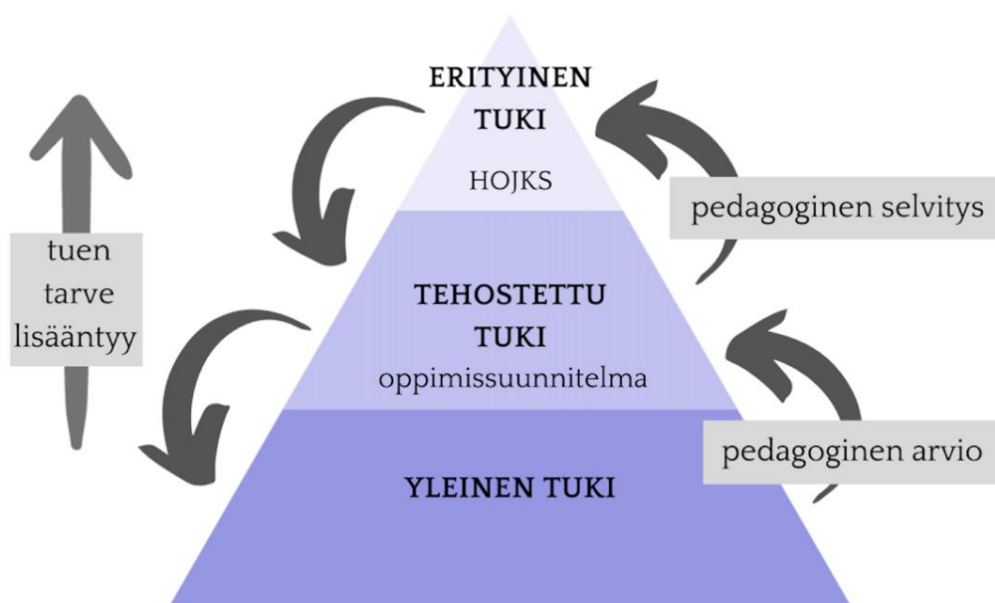 ERITYINEN
TUKI
HOJKS
pedagoginen selvitys
tuen
tarve
lisääntyy
TEHOSTETTU
TUKI
oppimissuunnitelma
pedagoginen arvio
YLEINEN TUKI